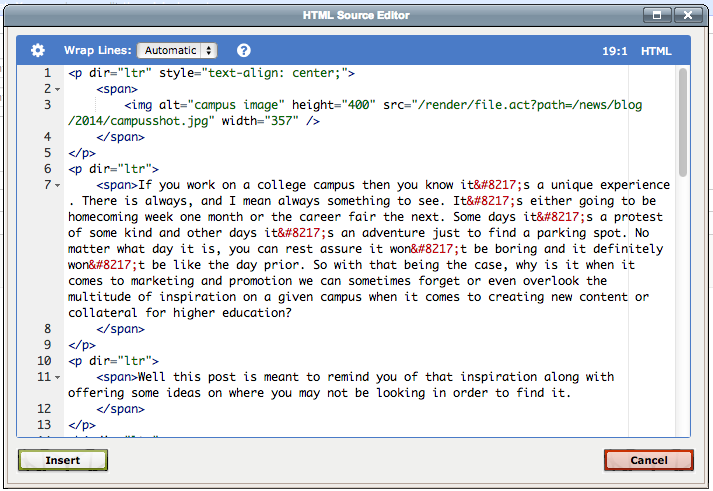 HTML Source Editor
Wrap Lines: Automatic ? 19:1 HTML
1 <p dir="ltr" style="text-align: center;">
2 <span>
3 <img alt="campus image" height="400" src="/render/file.act?path=/news/blog
/2014/campusshot.jpg" width="357" />
4 </span>
5 </p>
6 <p dir="ltr">
7 <span>If you work on a college campus then you know it&#8217;s a unique experience
. There is always, and I mean always something to see. It&#8217;s either going to be
homecoming week one month or the career fair the next. Some days it&#8217;s a protest
of some kind and other days it&#8217;s an adventure just to find a parking spot. No
matter what day it is, you can rest assure it won&#8217;t be boring and it definitely
won&#8217;t be like the day prior. So with that being the case, why is it when it
comes to marketing and promotion we can sometimes forget or even overlook the
multitude of inspiration on a given campus when it comes to creating new content or
collateral for higher education?
8 </span>
9 </p>
10 <p dir="ltr">
11 <span>Well this post is meant to remind you of that inspiration along with
offering some ideas on where you may not be looking in order to find it.
12 </span>
13 </p>
Insert Cancel